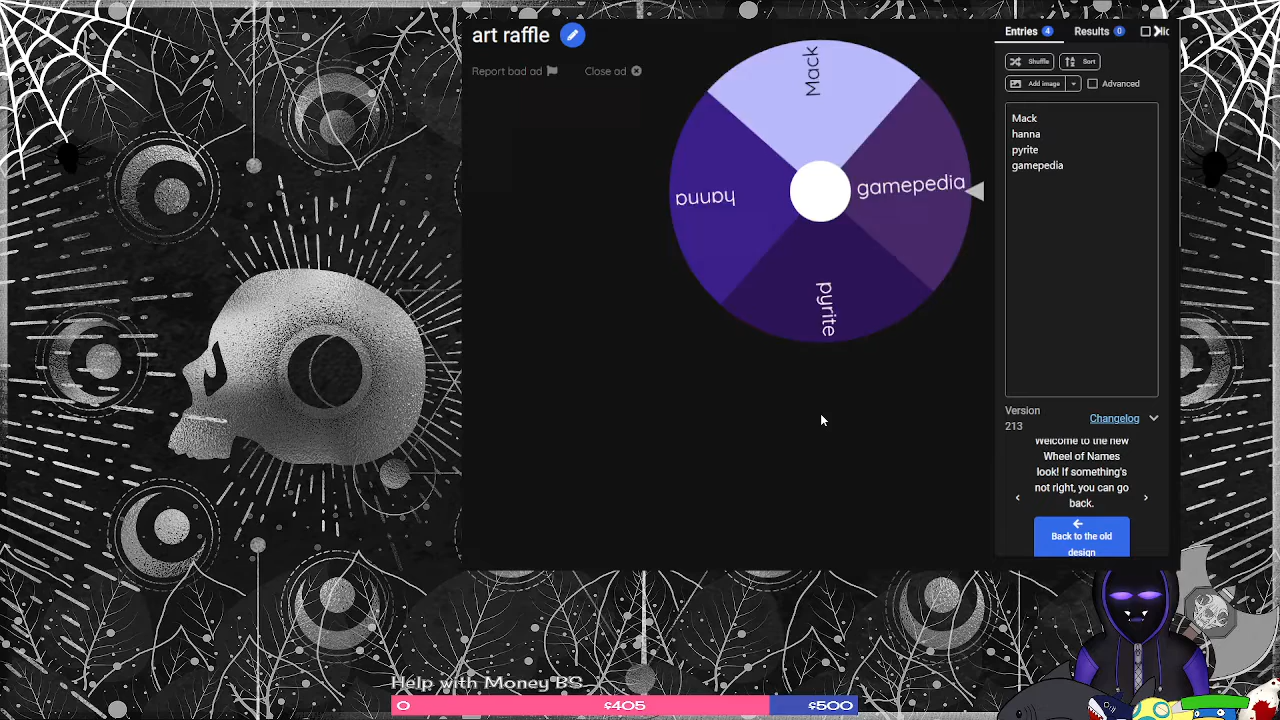 art raffle
Report bad ad
Close ad
Mack
gamepedia
hanna
pyrite
Entries 4
Results 0
Shuffle
Sort
Add image
Advanced
Mack
hanna
pyrite
gamepedia
Version
213
Changelog
Welcome to the new
Wheel of Names
look! If something's
not right, you can go
back.
Back to the old
design
Help with Money BS
0
$405
$500